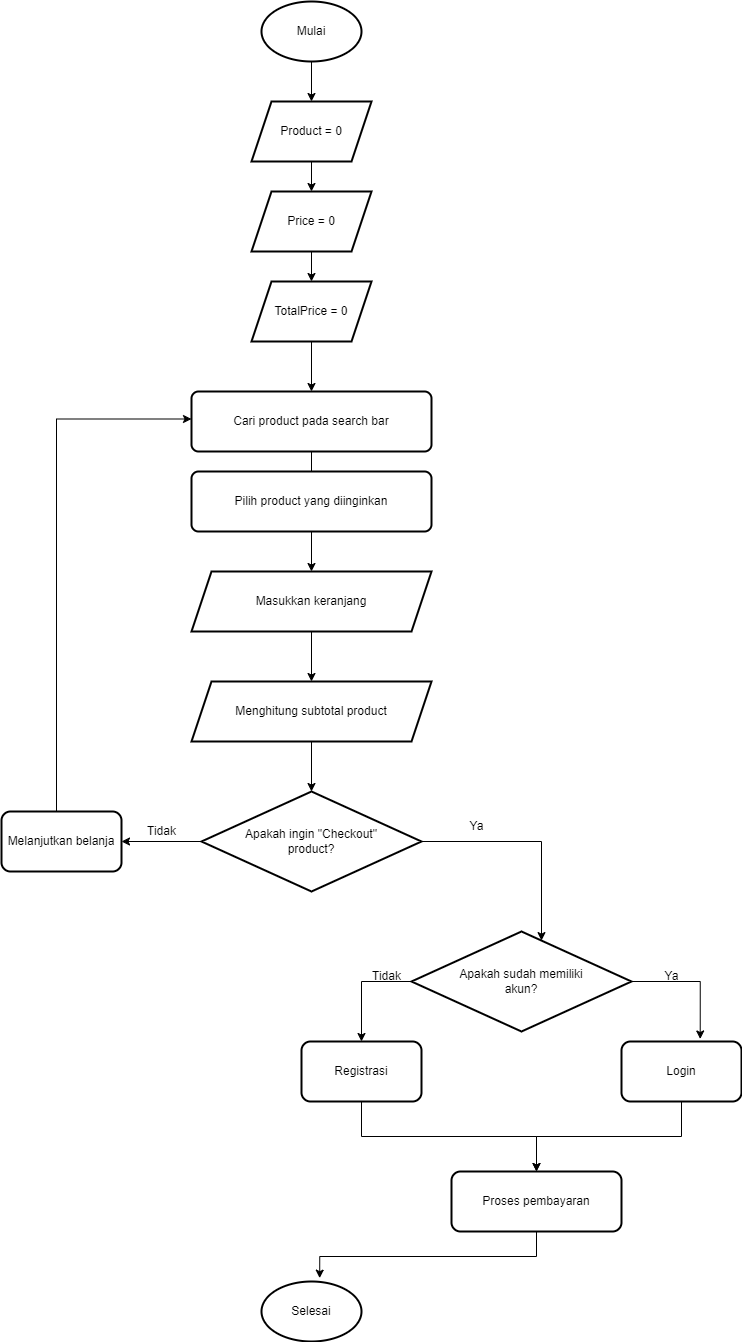 Mulai
Product = 0
Price = 0
TotalPrice = 0
Cari product pada search bar
Pilih product yang diinginkan
Masukkan keranjang
Menghitung subtotal product
Apakah ingin "Checkout"
product?
Tidak
Ya
Melanjutkan belanja
Apakah sudah memiliki
akun?
Tidak
Ya
Registrasi
Login
Proses pembayaran
Selesai